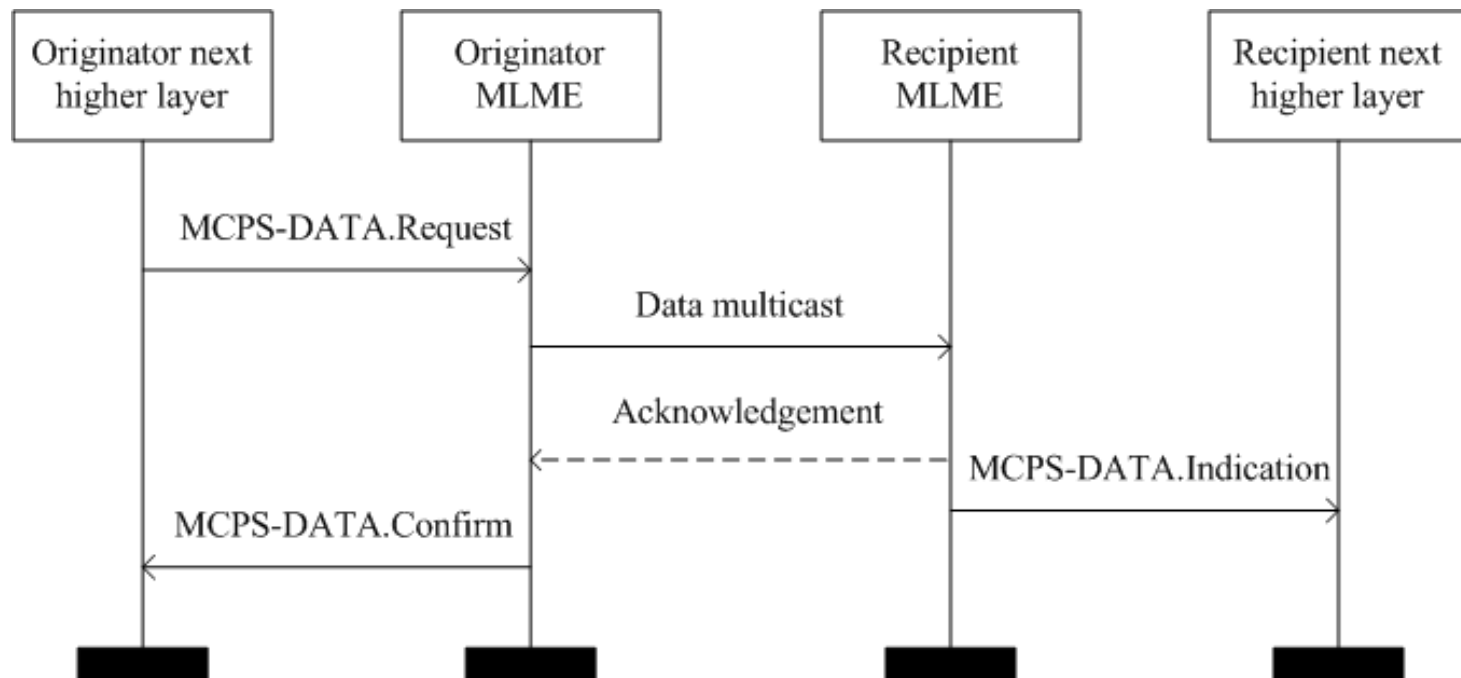 Originator next
higher layer
Originator
MLME
Recipient
MLME
Recipient next
higher layer
MCPS-DATA.Request
Data multicast
Acknowledgement
MCPS-DATA.Indication
MCPS-DATA.Confirm